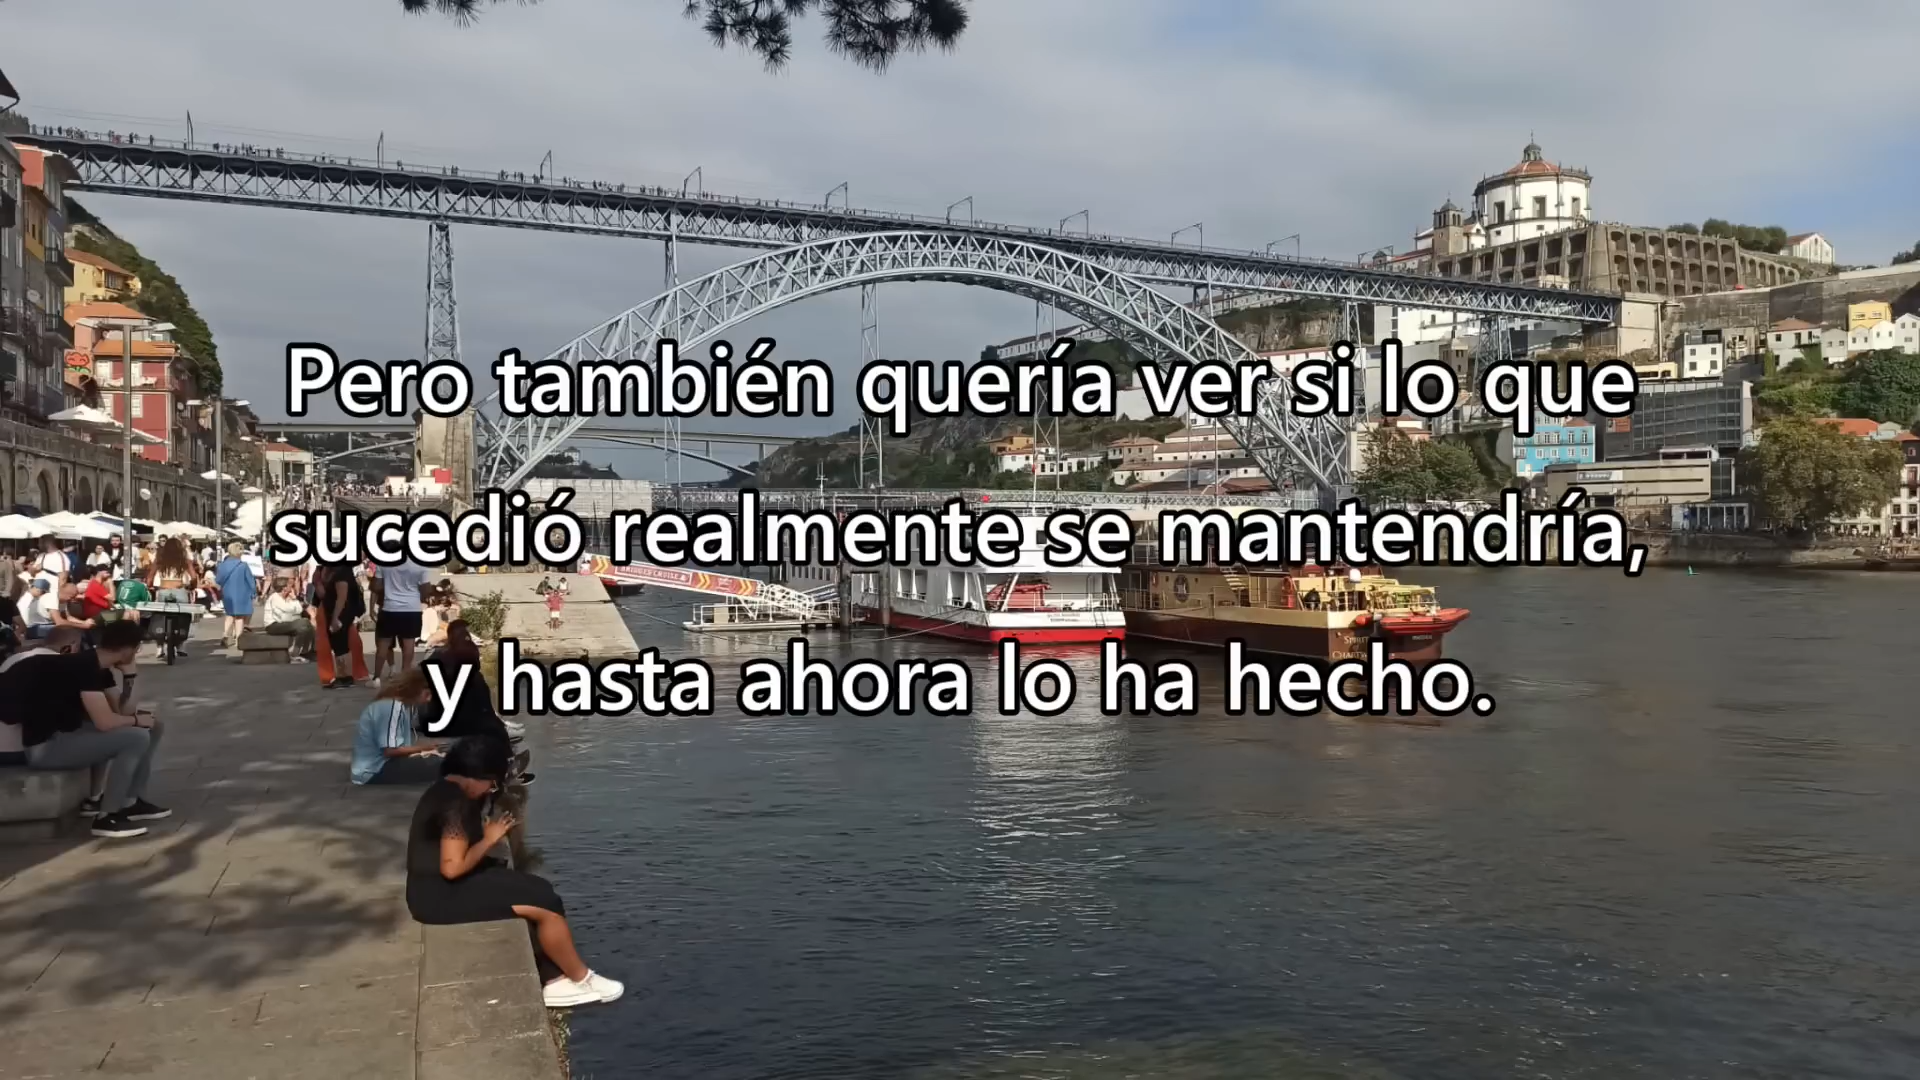 Pero también quería ver si lo que
sucedió realmente se mantendría,
y hasta ahora lo ha hecho.